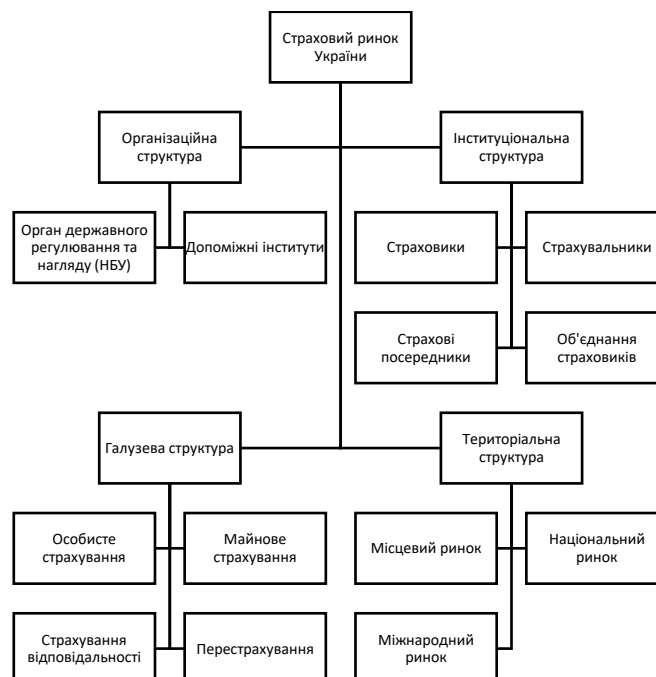 Страховий ринок
України
Організаційна
структура
Інституціональна
структура
Орган державного
регулювання та
нагляду (НБУ)
Допоміжні інститути
Страховики
Страхувальники
Страхові
посередники
Об'єднання
страховиків
Галузева структура
Територіальна
структура
Особисте
страхування
Майнове
страхування
Місцевий ринок
Національний
ринок
Страхування
відповідальності
Перестрахування
Міжнародний
ринок